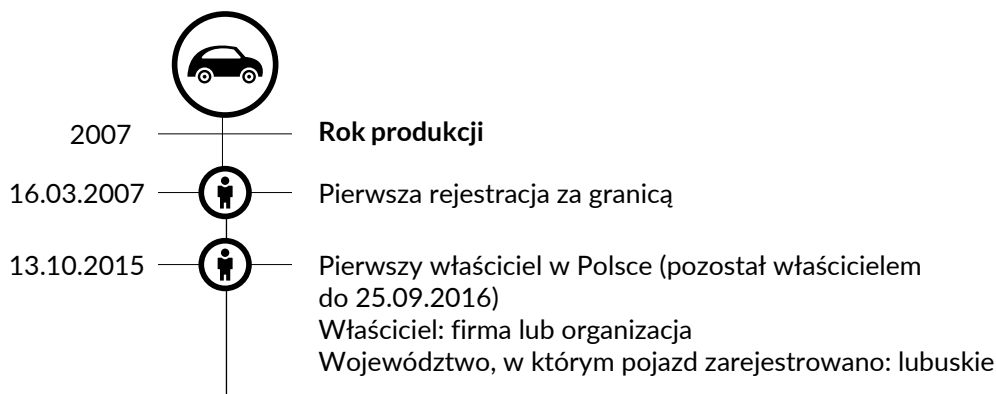 2007 Rok produkcji
16.03.2007 Pierwsza rejestracja za granicą
13.10.2015 Pierwszy właściciel w Polsce (pozostał właścicielem
do 25.09.2016)
Właściciel: firma lub organizacja
Województwo, w którym pojazd zarejestrowano: lubuskie